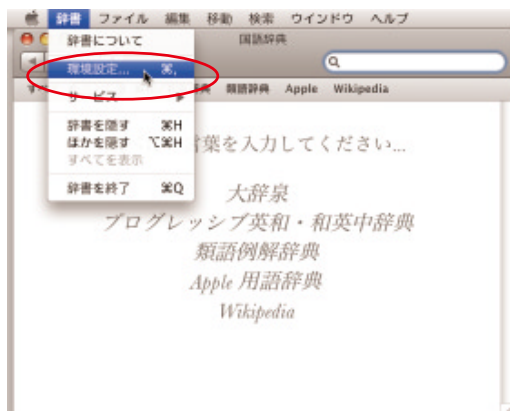 辞書 ファイル 編集 移動 検索 ウインドウ ヘルプ
辞書について
国語辞典
環境設定... ⌘,
サービス
類語辞典 Apple Wikipedia
辞書を隠す ⌘H
ほかを隠す ⌥⌘H
すべてを表示
辞書を終了 ⌘Q
葉を入力してください...
大辞泉
プログレッシブ英和・和英中辞典
類語例解辞典
Apple 用語辞典
Wikipedia